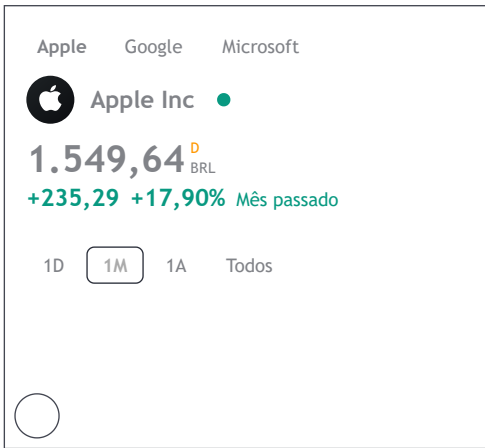 Apple Google Microsoft
Apple Inc
1.549,64 D BRL
+235,29 +17,90% Mês passado
1D 1M 1A Todos